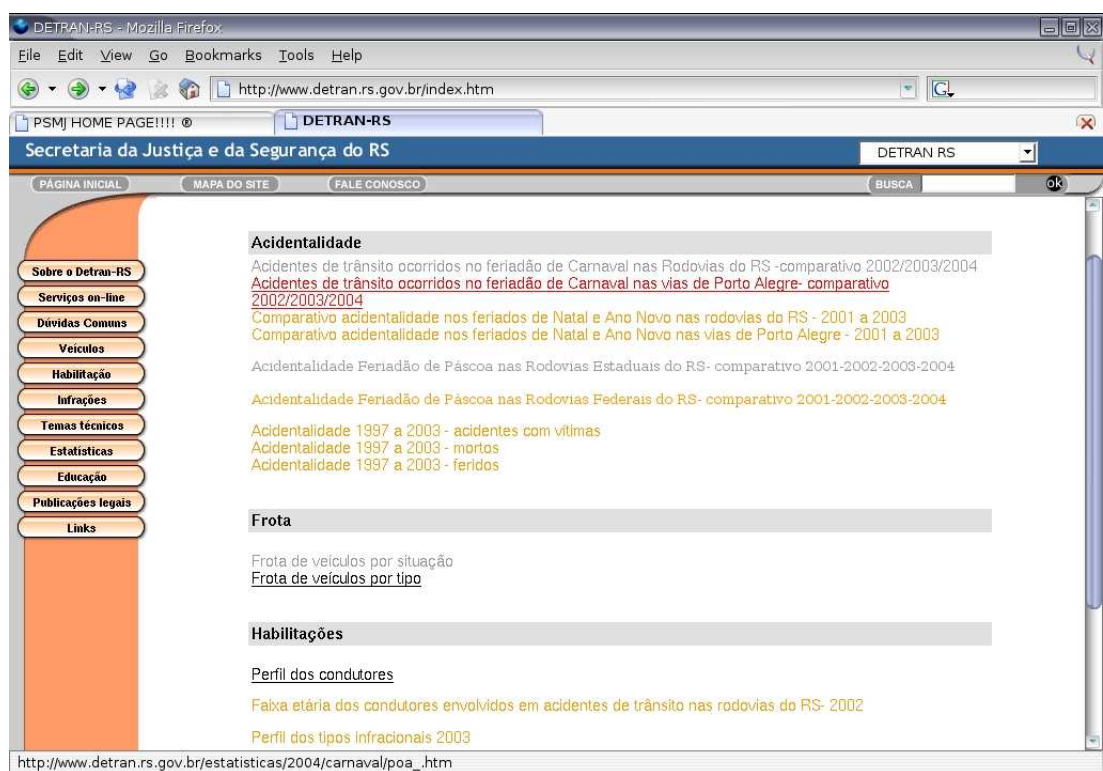 DETRAN-RS - Mozilla Firefox
File Edit View Go Bookmarks Tools Help
http://www.detran.rs.gov.br/index.htm
G
PSMJ HOME PAGE!!!! ® DETRAN-RS
Secretaria da Justiça e da Segurança do RS DETRAN RS
PÁGINA INICIAL MAPA DO SITE FALE CONOSCO BUSCA ok
Sobre o Detran-RS
Serviços on-line
Dúvidas Comuns
Veículos
Habilitação
Infrações
Temas técnicos
Estatísticas
Educação
Publicações legais
Links
Acidentalidade
Acidentes de trânsito ocorridos no feriadão de Carnaval nas Rodovias do RS -comparativo 2002/2003/2004
Acidentes de trânsito ocorridos no feriadão de Carnaval nas vias de Porto Alegre- comparativo
2002/2003/2004
Comparativo acidentalidade nos feriados de Natal e Ano Novo nas rodovias do RS - 2001 a 2003
Comparativo acidentalidade nos feriados de Natal e Ano Novo nas vias de Porto Alegre - 2001 a 2003
Acidentalidade Feriadão de Páscoa nas Rodovias Estaduais do RS- comparativo 2001-2002-2003-2004
Acidentalidade Feriadão de Páscoa nas Rodovias Federais do RS- comparativo 2001-2002-2003-2004
Acidentalidade 1997 a 2003 - acidentes com vítimas
Acidentalidade 1997 a 2003 - mortos
Acidentalidade 1997 a 2003 - feridos
Frota
Frota de veículos por situação
Frota de veículos por tipo
Habilitações
Perfil dos condutores
Faixa etária dos condutores envolvidos em acidentes de trânsito nas rodovias do RS- 2002
Perfil dos tipos infracionais 2003
http://www.detran.rs.gov.br/estatisticas/2004/carnaval/poa_.htm